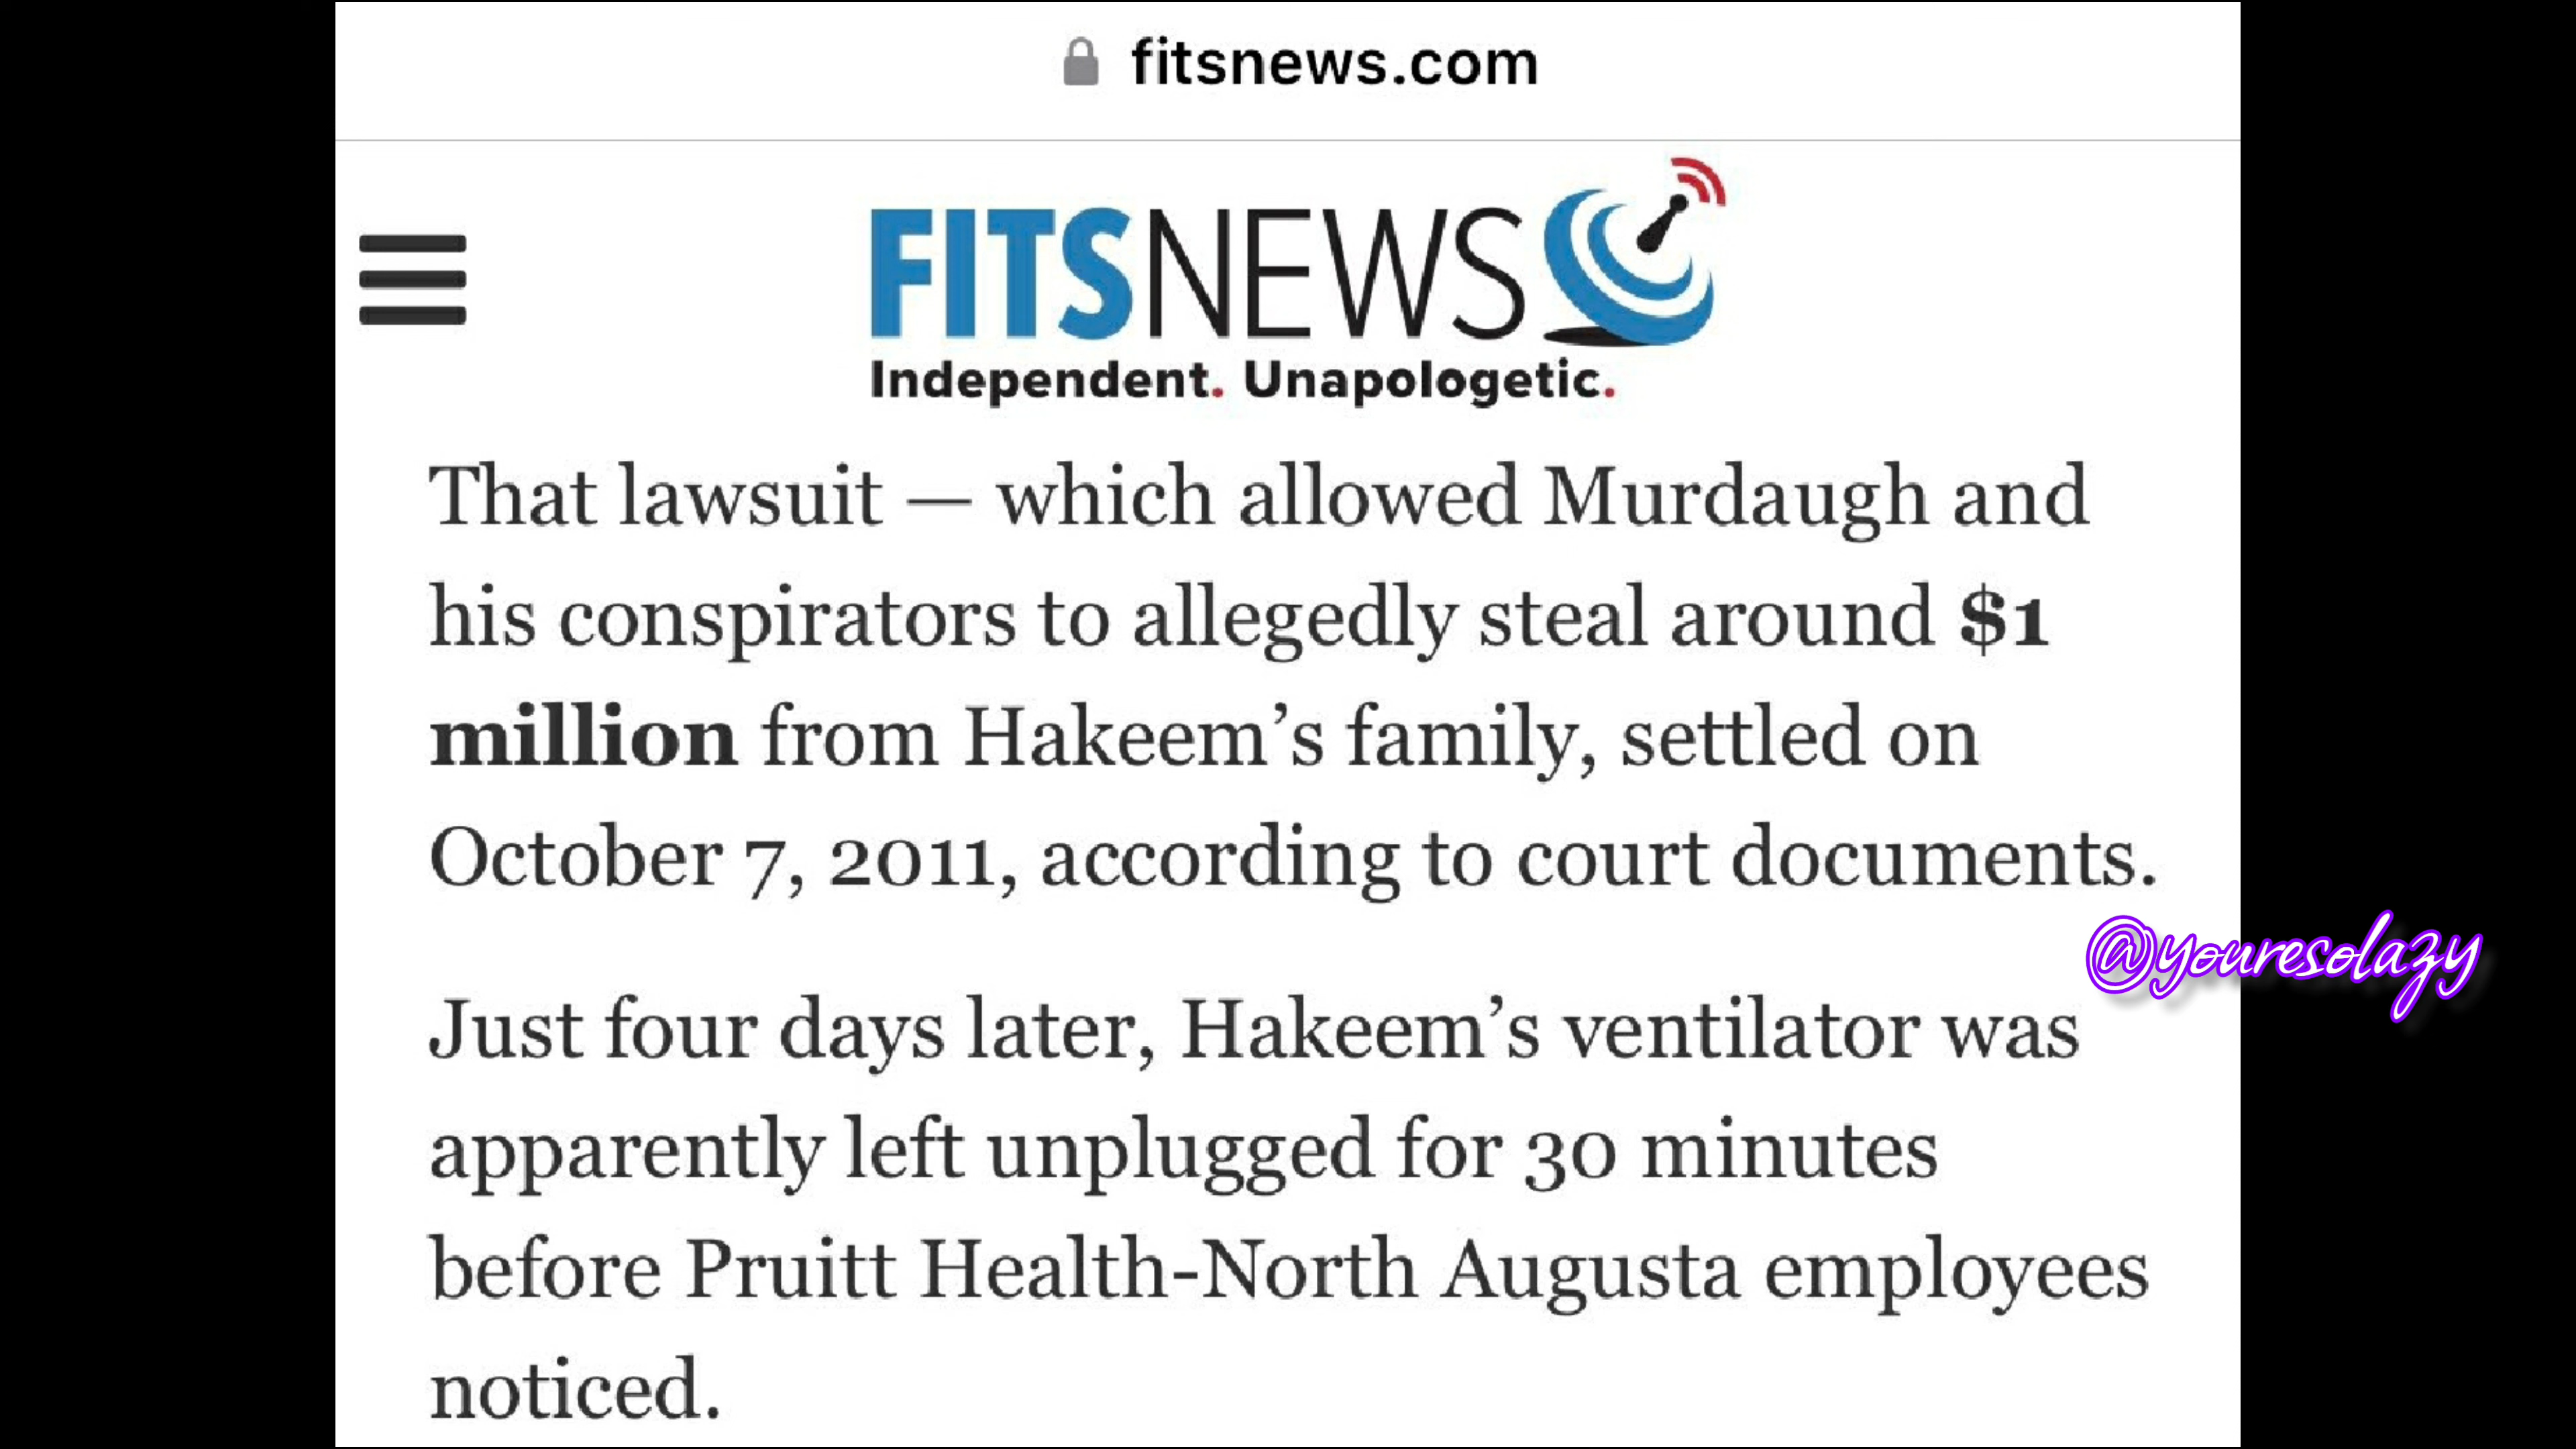 fitsnews.com
FITSNEWS
Independent. Unapologetic.
That lawsuit — which allowed Murdaugh and
his conspirators to allegedly steal around $1
million from Hakeem’s family, settled on
October 7, 2011, according to court documents.
@youresolazy
Just four days later, Hakeem’s ventilator was
apparently left unplugged for 30 minutes
before Pruitt Health-North Augusta employees
noticed.